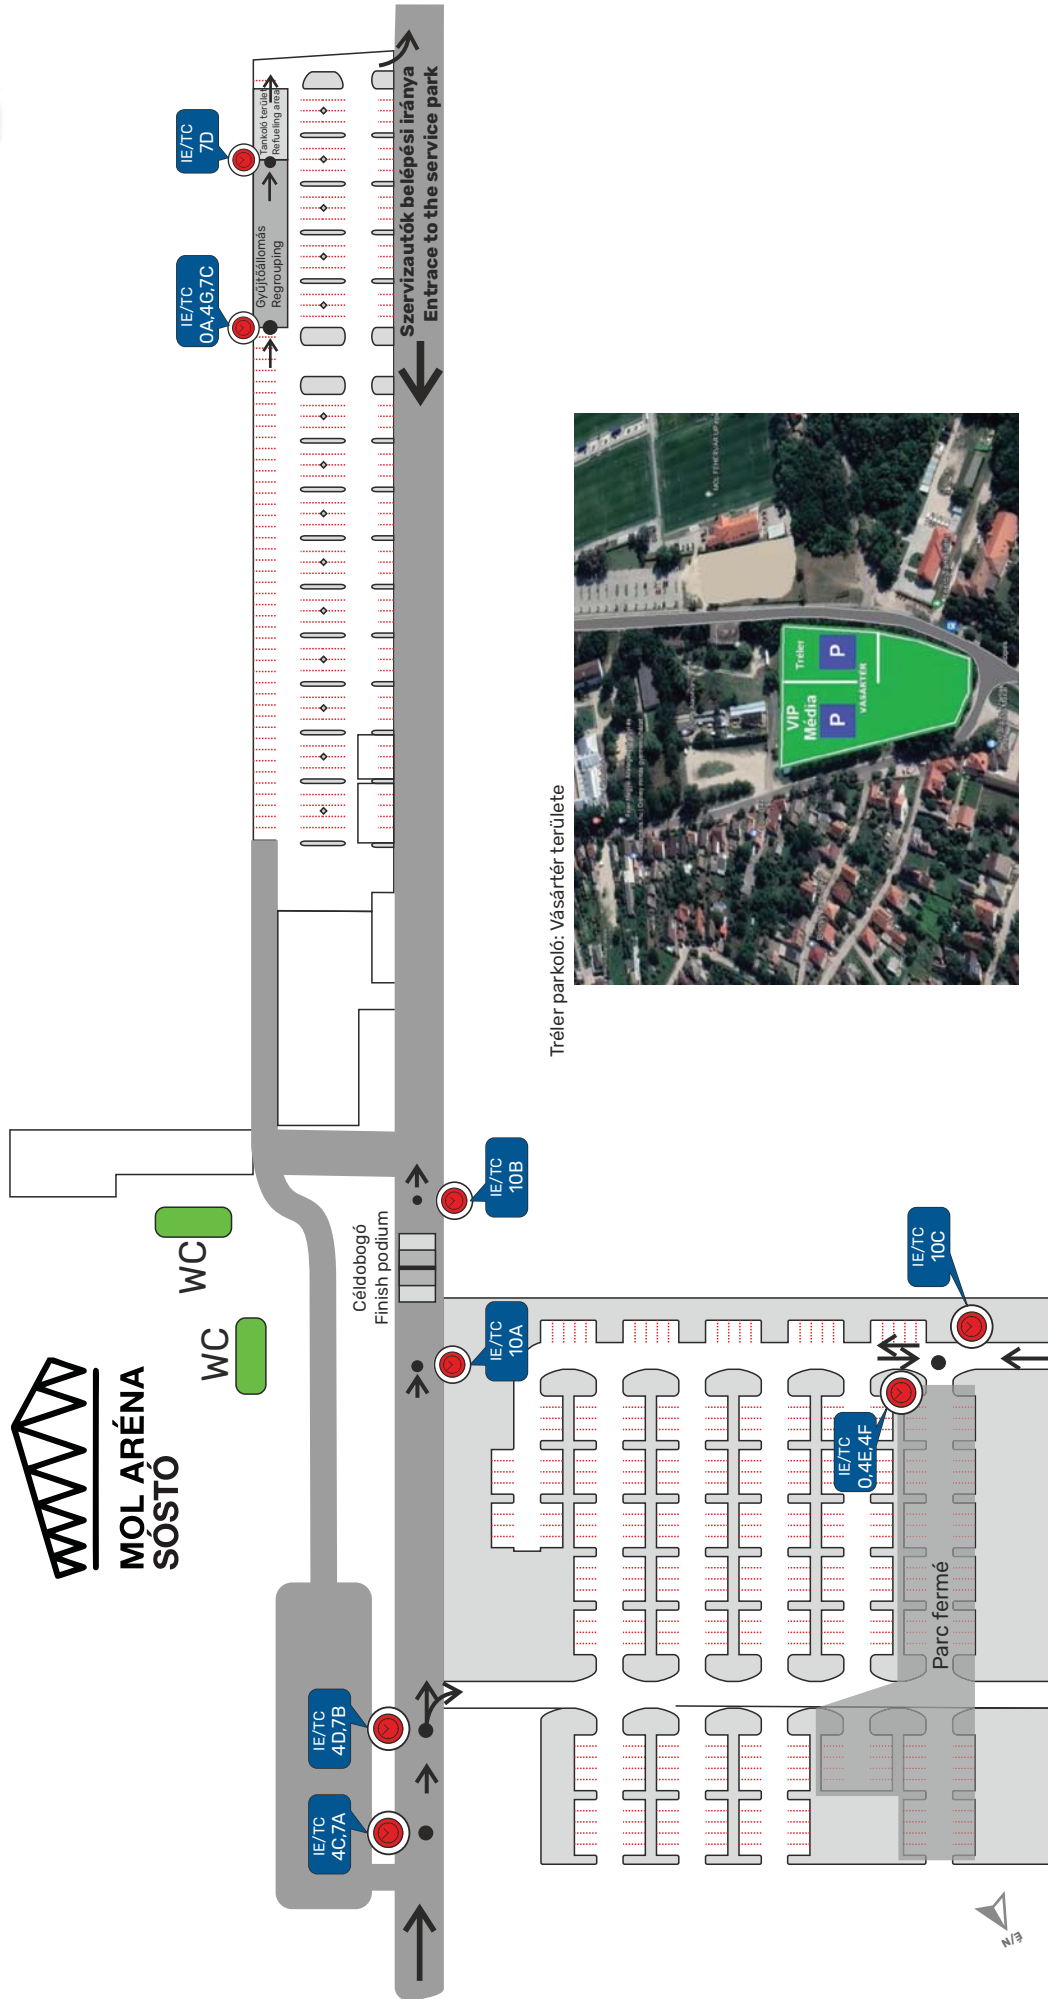 MOL ARÉNA
SÓSTÓ
WC
WC
IE/TC
4C,7A
IE/TC
4D,7B
IE/TC
10A
Céldobogó
Finish podium
IE/TC
10B
IE/TC
0A,4G,7C
Gyűjtőállomás
Regrouping
IE/TC
7D
Tankoló terület
Refueling area
Szervizautók belépési iránya
Entrace to the service park
Tréler parkoló: Vásártér területe
VIP
Média
P
Tréler
P
VÁSÁRTÉR
IE/TC
0,4E,4F
IE/TC
10C
Parc fermé
É/N